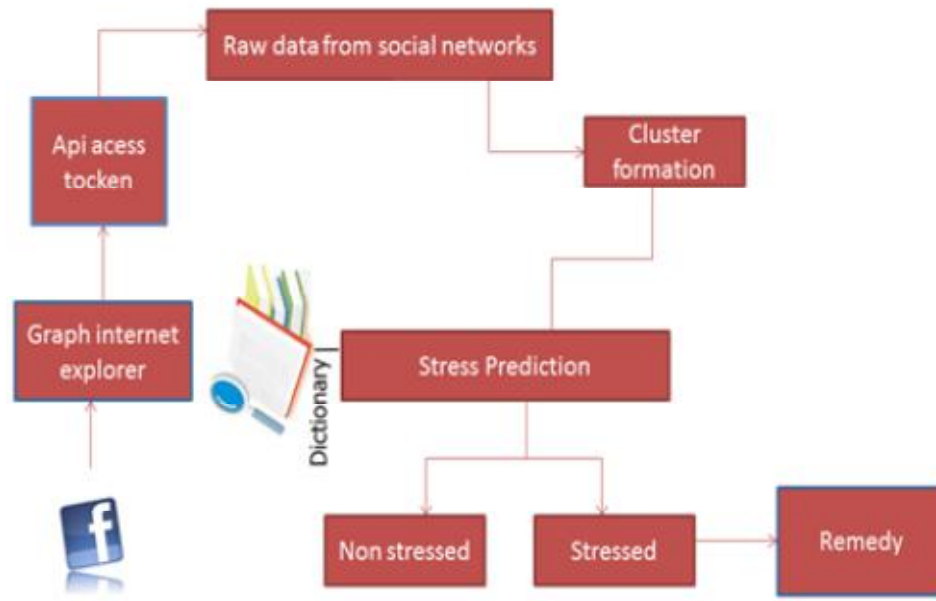 Raw data from social networks
Api acess
tocken
Cluster
formation
Graph internet
explorer
Dictionary
Stress Prediction
Non stressed
Stressed
Remedy
f